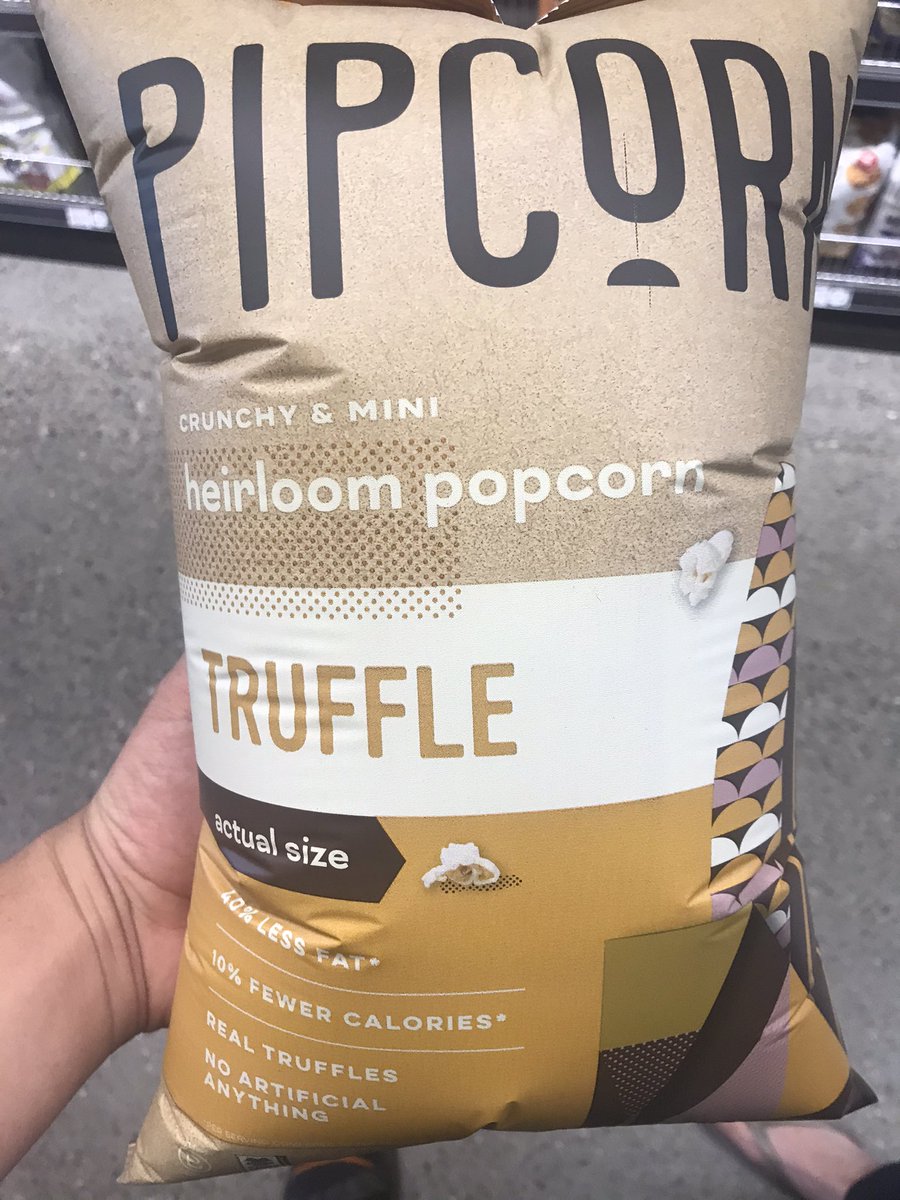 PIPCORN
CRUNCHY & MINI
heirloom popcorn
TRUFFLE
actual size
40% LESS FAT*
10% FEWER CALORIES*
REAL TRUFFLES
NO ARTIFICIAL
ANYTHING